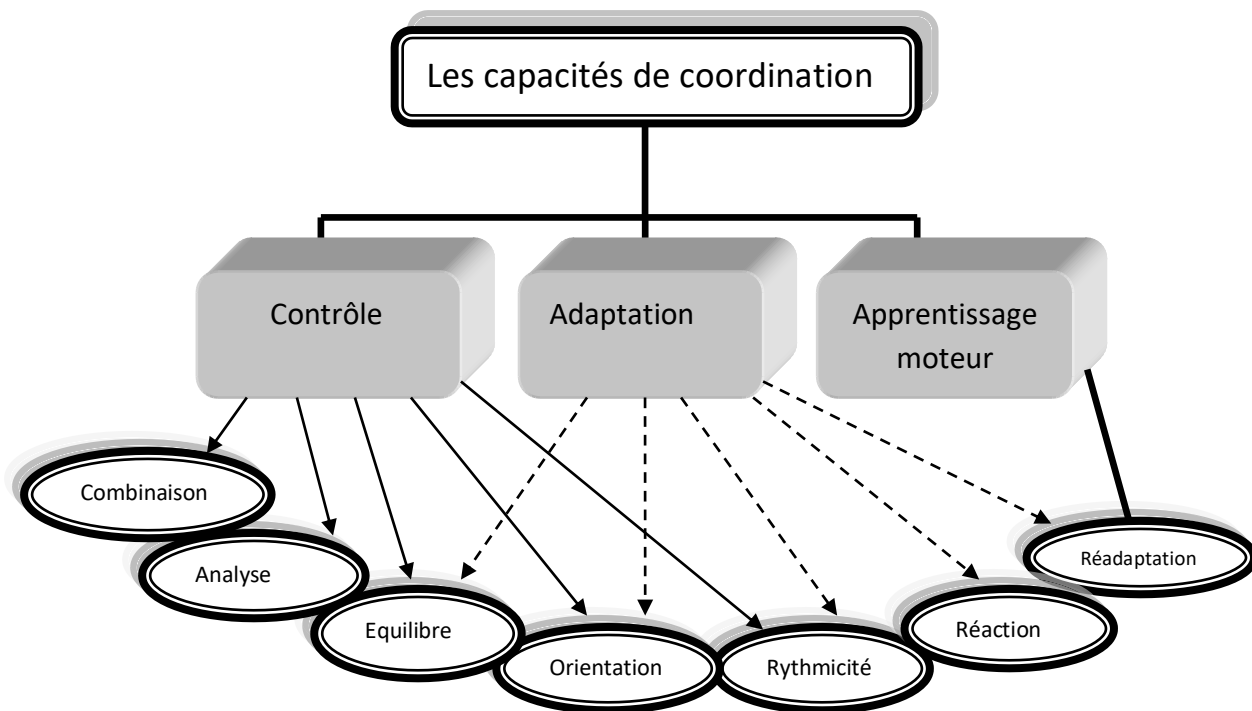 Les capacités de coordination
Contrôle
Adaptation
Apprentissage
moteur
Combinaison
Analyse
Equilibre
Orientation
Rythmicité
Réaction
Réadaptation